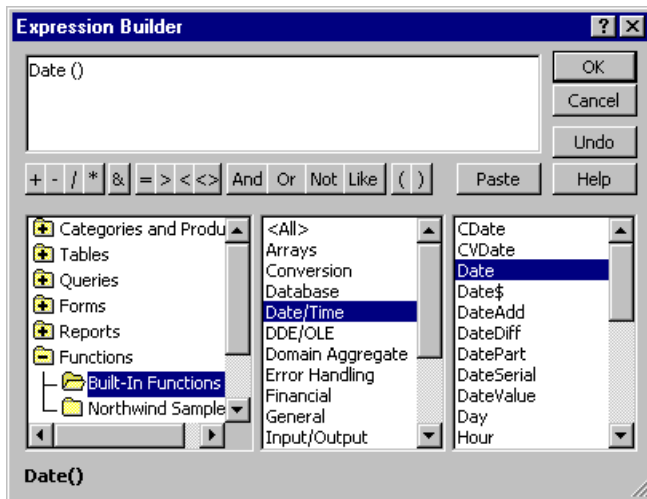 Expression Builder
? ×
Date ()
OK
Cancel
Undo
+ - / * & = > < <> And Or Not Like ( ) Paste Help
Categories and Produ
Tables
Queries
Forms
Reports
Functions
Built-In Functions
Northwind Sample
<All>
Arrays
Conversion
Database
Date/Time
DDE/OLE
Domain Aggregate
Error Handling
Financial
General
Input/Output
CDate
CVDate
Date
Date$
DateAdd
DateDiff
DatePart
DateSerial
DateValue
Day
Hour
Date()